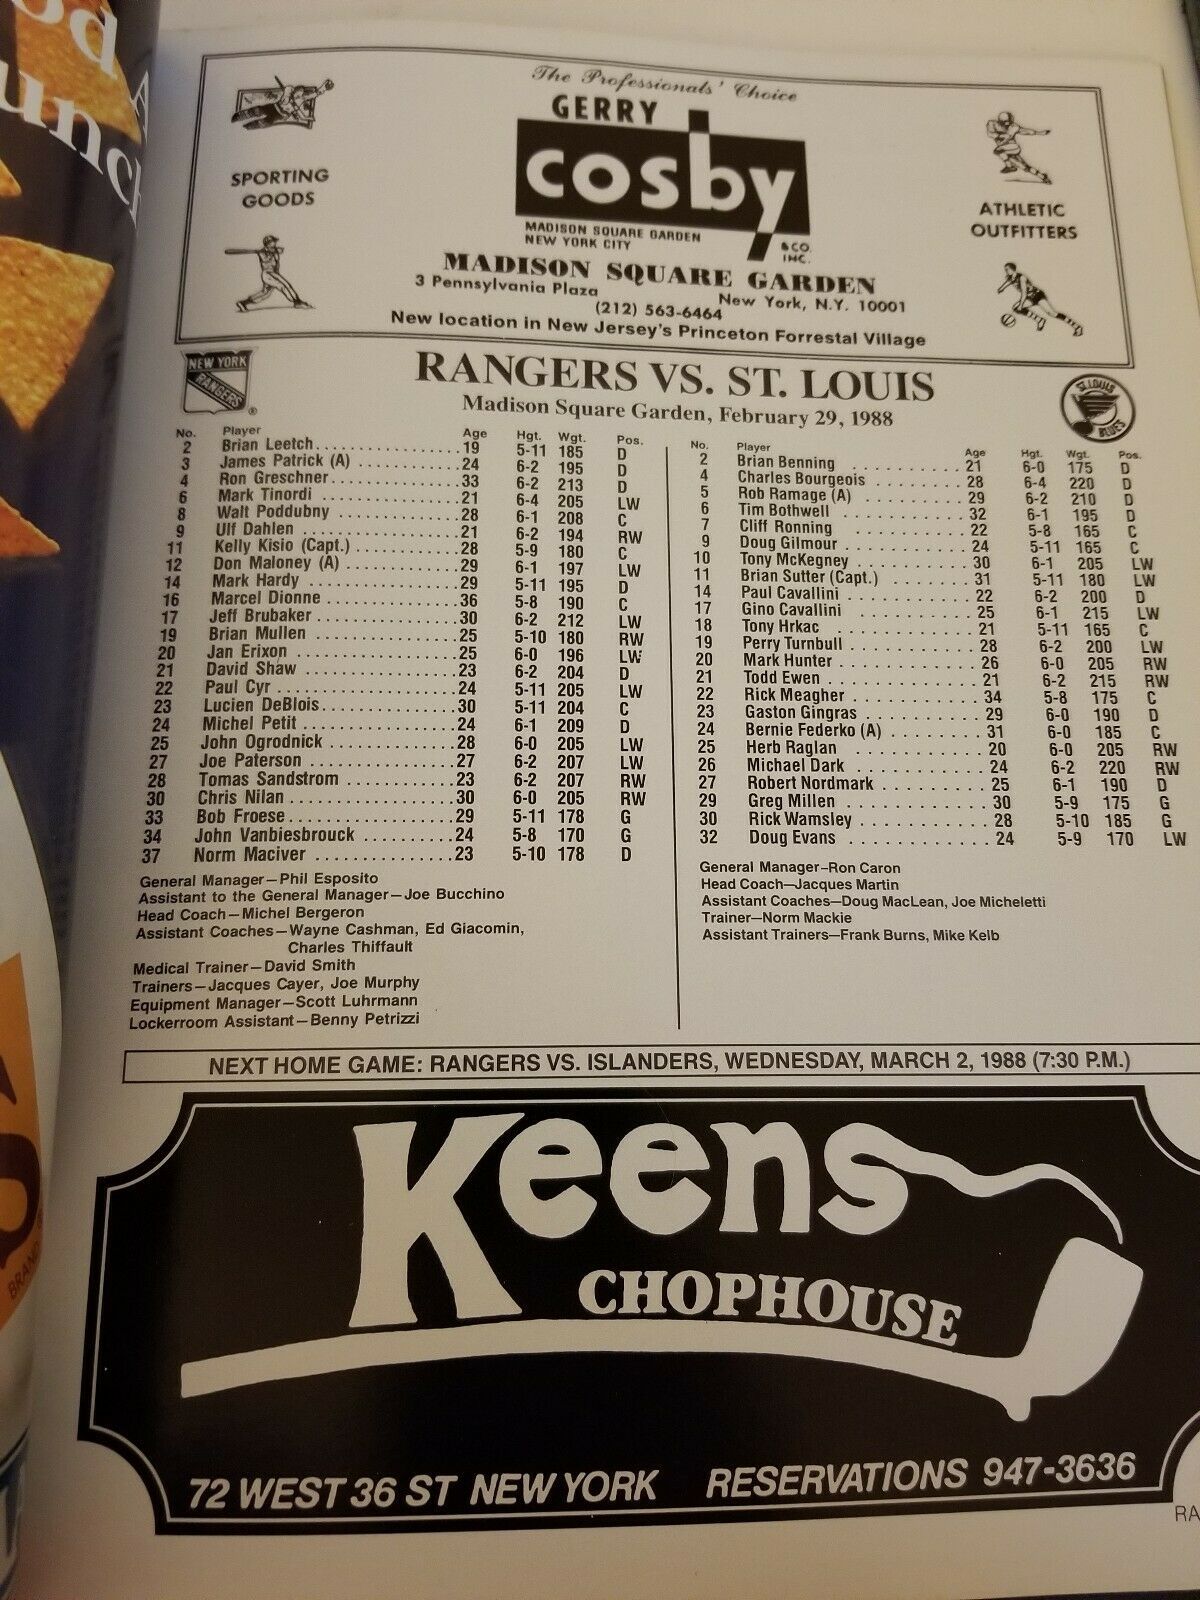 The Professionals' Choice
GERRY
cosby
MADISON SQUARE GARDEN
NEW YORK CITY
&CO.
INC.
SPORTING
GOODS
ATHLETIC
OUTFITTERS
MADISON SQUARE GARDEN
3 Pennsylvania Plaza
New York, N.Y. 10001
(212) 563-6464
New location in New Jersey's Princeton Forrestal Village
NEW YORK
RANGERS
®
RANGERS VS. ST. LOUIS
Madison Square Garden, February 29, 1988
ST. LOUIS
BLUES
No. Player Age Hgt. Wgt. Pos.
2 Brian Leetch 19 5-11 185 D
3 James Patrick (A) 24 6-2 195 D
4 Ron Greschner 33 6-2 213 D
6 Mark Tinordi 21 6-4 205 LW
8 Walt Poddubny 28 6-1 208 C
9 Ulf Dahlen 21 6-2 194 RW
11 Kelly Kisio (Capt.) 28 5-9 180 C
12 Don Maloney (A) 29 6-1 197 LW
14 Mark Hardy 29 5-11 195 D
16 Marcel Dionne 36 5-8 190 C
17 Jeff Brubaker 30 6-2 212 LW
19 Brian Mullen 25 5-10 180 RW
20 Jan Erixon 25 6-0 196 LW
21 David Shaw 23 6-2 204 D
22 Paul Cyr 24 5-11 205 LW
23 Lucien DeBlois 30 5-11 204 C
24 Michel Petit 24 6-1 209 D
25 John Ogrodnick 28 6-0 205 LW
27 Joe Paterson 27 6-2 207 LW
28 Tomas Sandstrom 23 6-2 207 RW
30 Chris Nilan 30 6-0 205 RW
33 Bob Froese 29 5-11 178 G
34 John Vanbiesbrouck 24 5-8 170 G
37 Norm Maciver 23 5-10 178 D
General Manager—Phil Esposito
Assistant to the General Manager—Joe Bucchino
Head Coach—Michel Bergeron
Assistant Coaches—Wayne Cashman, Ed Giacomin,
Charles Thiffault
Medical Trainer—David Smith
Trainers—Jacques Cayer, Joe Murphy
Equipment Manager—Scott Luhrmann
Lockerroom Assistant—Benny Petrizzi
No. Player Age Hgt. Wgt. Pos.
2 Brian Benning 21 6-0 175 D
4 Charles Bourgeois 28 6-4 220 D
5 Rob Ramage (A) 29 6-2 210 D
6 Tim Bothwell 32 6-1 195 D
7 Cliff Ronning 22 5-8 165 C
9 Doug Gilmour 24 5-11 165 C
10 Tony McKegney 30 6-1 205 LW
11 Brian Sutter (Capt.) 31 5-11 180 LW
14 Paul Cavallini 22 6-2 200 D
17 Gino Cavallini 25 6-1 215 LW
18 Tony Hrkac 21 5-11 165 C
19 Perry Turnbull 28 6-2 200 LW
20 Mark Hunter 26 6-0 205 RW
21 Todd Ewen 21 6-2 215 RW
22 Rick Meagher 34 5-8 175 C
23 Gaston Gingras 29 6-0 190 D
24 Bernie Federko (A) 31 6-0 185 C
25 Herb Raglan 20 6-0 205 RW
26 Michael Dark 24 6-2 220 RW
27 Robert Nordmark 25 6-1 190 D
29 Greg Millen 30 5-9 175 G
30 Rick Wamsley 28 5-10 185 G
32 Doug Evans 24 5-9 170 LW
General Manager—Ron Caron
Head Coach—Jacques Martin
Assistant Coaches—Doug MacLean, Joe Micheletti
Trainer—Norm Mackie
Assistant Trainers—Frank Burns, Mike Kelb
NEXT HOME GAME: RANGERS VS. ISLANDERS, WEDNESDAY, MARCH 2, 1988 (7:30 P.M.)
Keens
CHOPHOUSE
72 WEST 36 ST NEW YORK RESERVATIONS 947-3636
BRAND